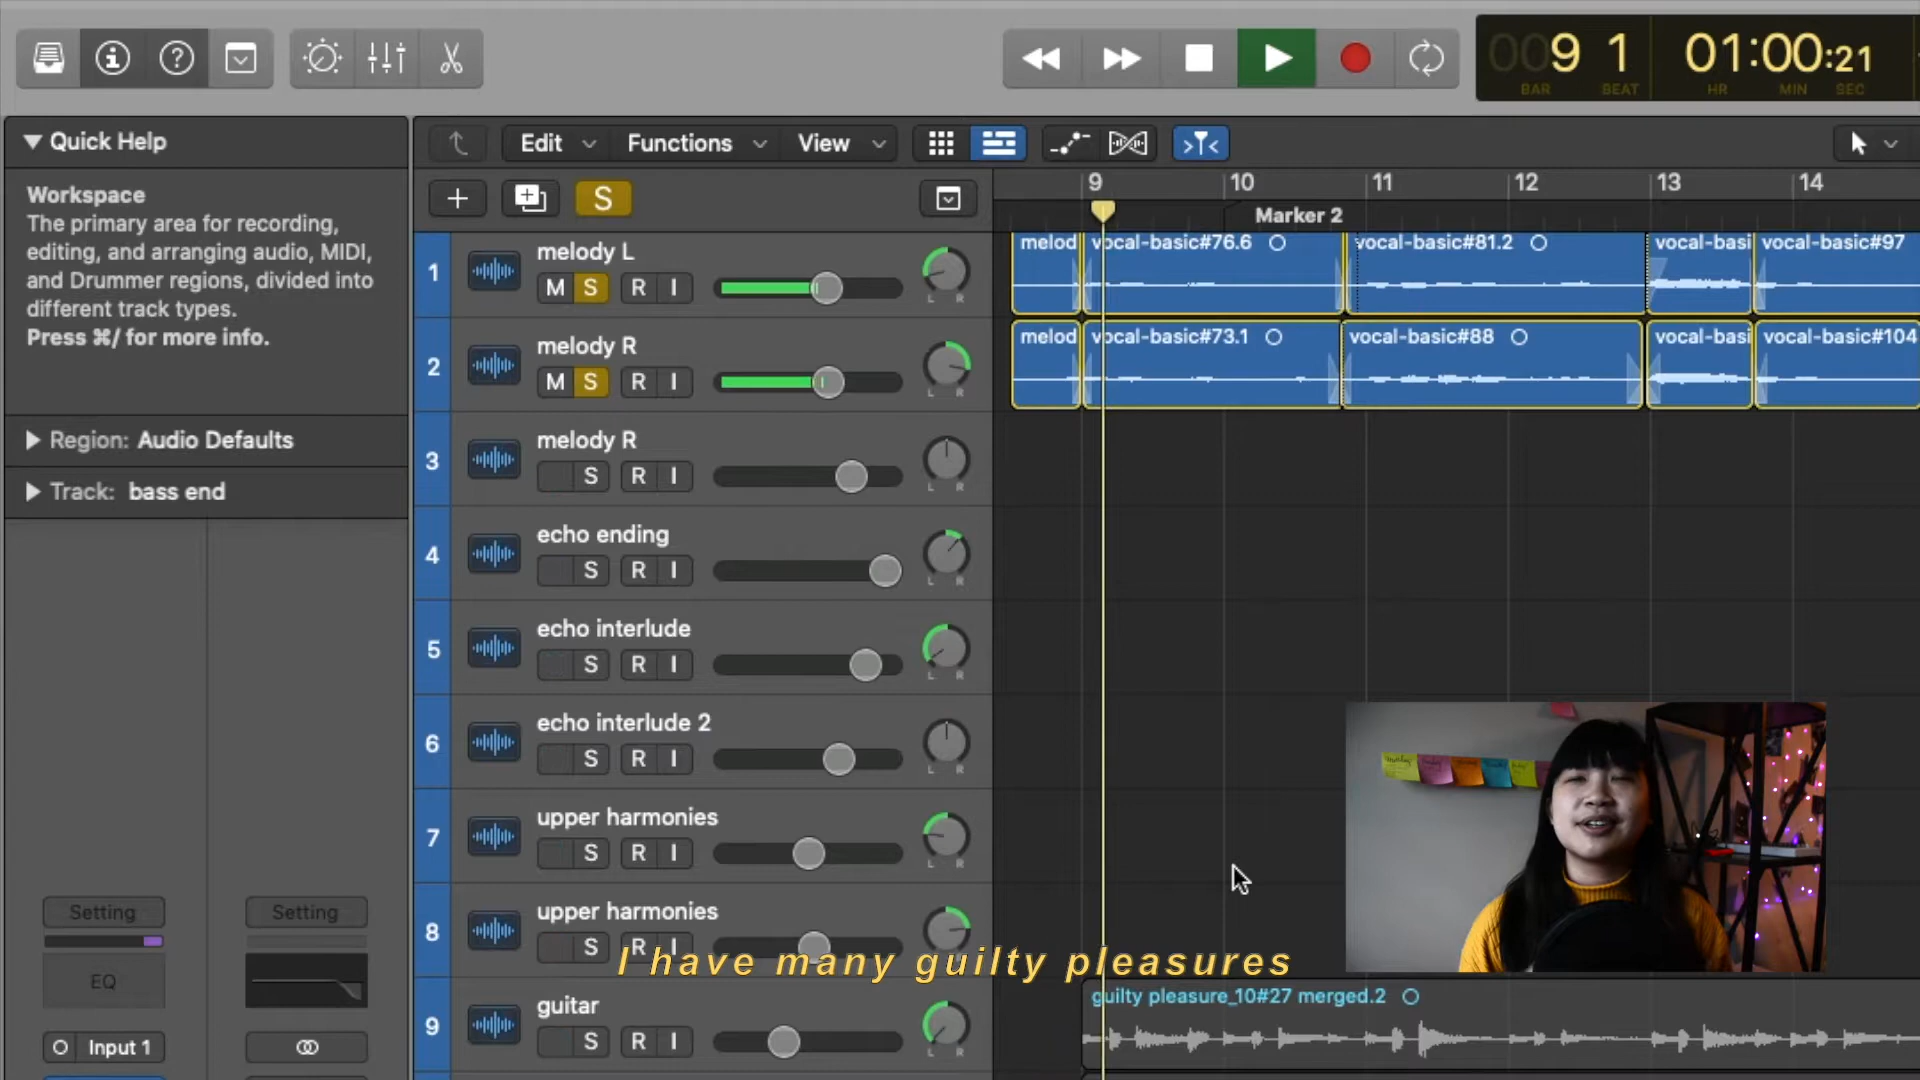 009 1 01:00:21
BAR BEAT HR MIN SEC
Quick Help
Edit Functions View
Workspace
The primary area for recording,
editing, and arranging audio, MIDI,
and Drummer regions, divided into
different track types.
Press ⌘/ for more info.
Region: Audio Defaults
Track: bass end
Setting Setting
EQ
Input 1
S
9 10 11 12 13 14
Marker 2
1 melody L
M S R I L R
melod vocal-basic#76.6 vocal-basic#81.2 vocal-basi vocal-basic#97
2 melody R
M S R I L R
melod vocal-basic#73.1 vocal-basic#88 vocal-basi vocal-basic#104
3 melody R
S R I L R
4 echo ending
S R I L R
5 echo interlude
S R I L R
6 echo interlude 2
S R I L R
7 upper harmonies
S R I L R
8 upper harmonies
S R I L R
I have many guilty pleasures
9 guitar
S R I L R
guilty pleasure_10#27 merged.2